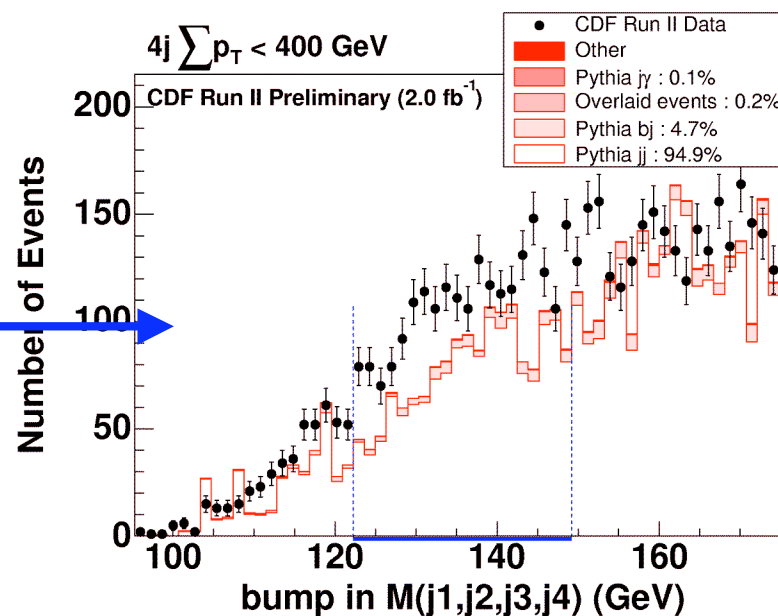 4j ∑p_T < 400 GeV
CDF Run II Preliminary (2.0 fb⁻¹)
CDF Run II Data
Other
Pythia jγ : 0.1%
Overlaid events : 0.2%
Pythia bj : 4.7%
Pythia jj : 94.9%
Number of Events
200
150
100
50
0
100 120 140 160
bump in M(j1,j2,j3,j4) (GeV)